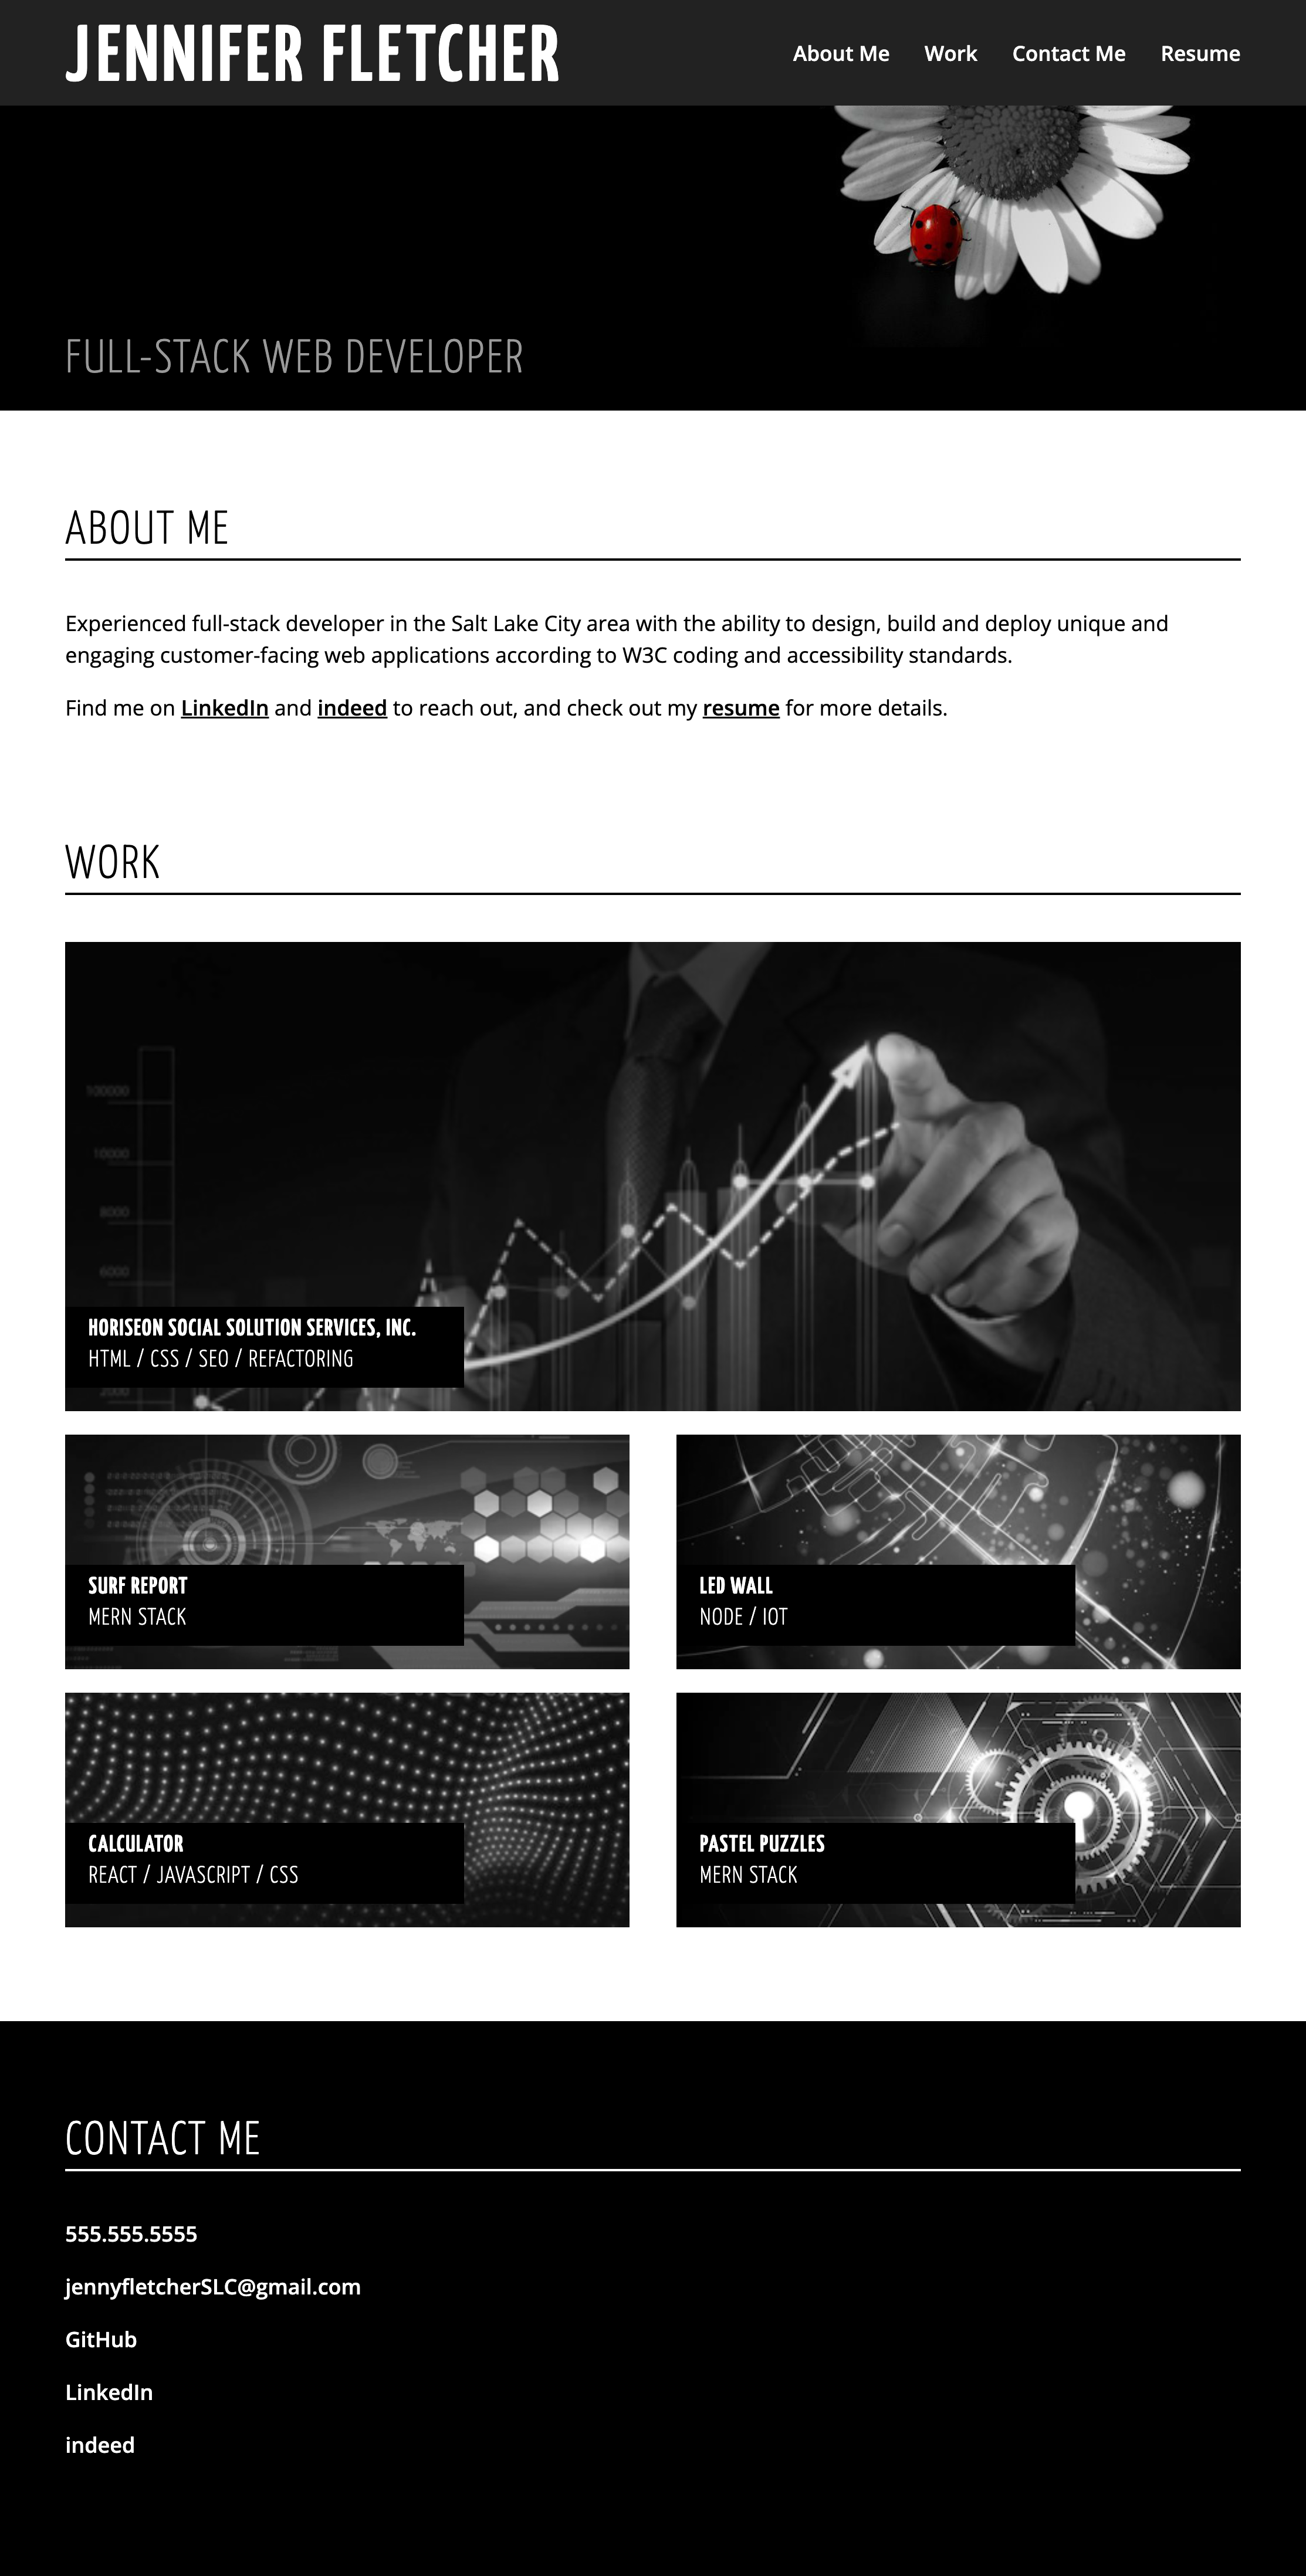 JENNIFER FLETCHER
About Me Work Contact Me Resume
FULL-STACK WEB DEVELOPER
ABOUT ME
Experienced full-stack developer in the Salt Lake City area with the ability to design, build and deploy unique and
engaging customer-facing web applications according to W3C coding and accessibility standards.
Find me on LinkedIn and indeed to reach out, and check out my resume for more details.
WORK
100000
10000
8000
6000
HORISEON SOCIAL SOLUTION SERVICES, INC.
HTML / CSS / SEO / REFACTORING
2000
SURF REPORT
MERN STACK
LED WALL
NODE / IOT
CALCULATOR
REACT / JAVASCRIPT / CSS
PASTEL PUZZLES
MERN STACK
CONTACT ME
555.555.5555
jennyfletcherSLC@gmail.com
GitHub
LinkedIn
indeed